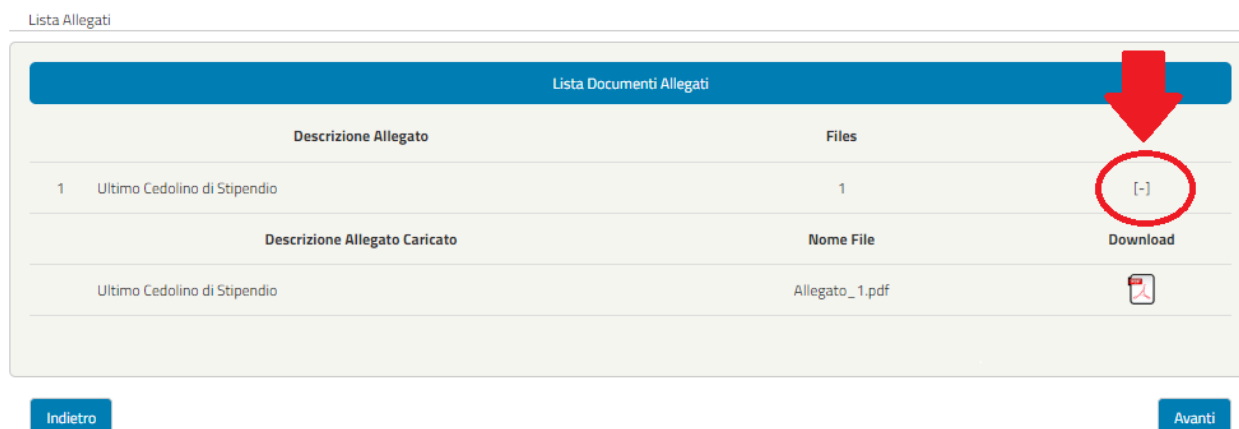 Lista Allegati
Lista Documenti Allegati
Descrizione Allegato Files
1 Ultimo Cedolino di Stipendio 1 [-]
Descrizione Allegato Caricato Nome File Download
Ultimo Cedolino di Stipendio Allegato_1.pdf PDF
Indietro Avanti